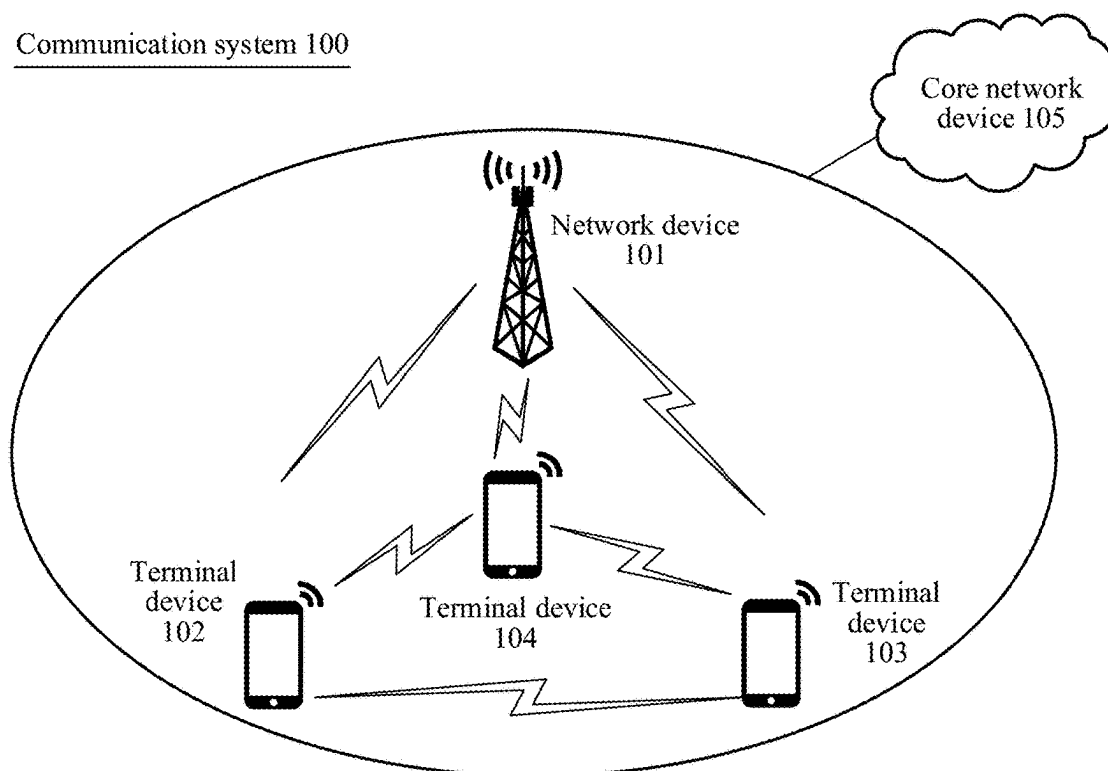 Communication system 100
Core network
device 105
Network device
101
Terminal
device
102
Terminal device
104
Terminal
device
103